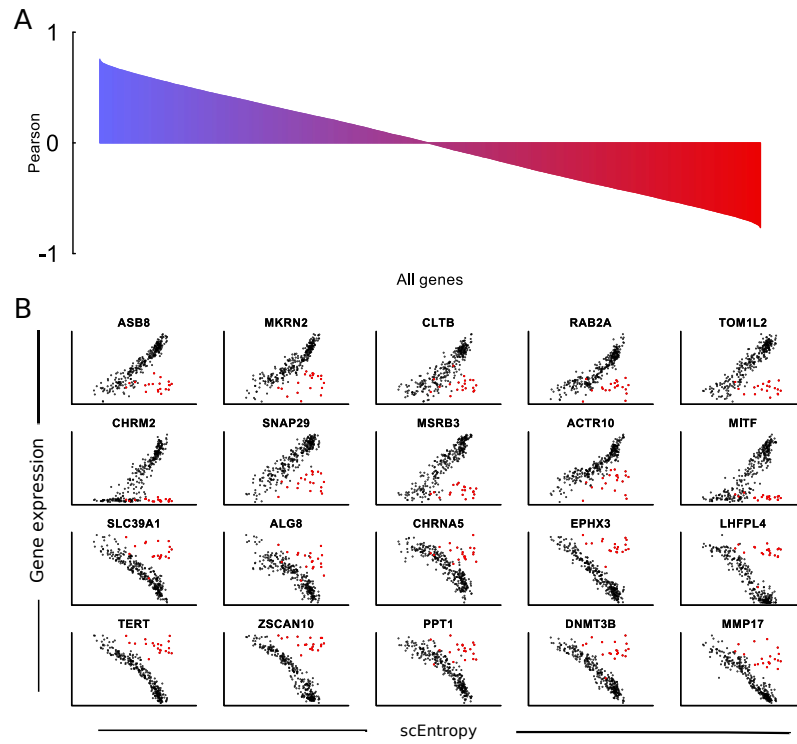 A
1
0
-1
Pearson
All genes
B
ASB8 MKRN2 CLTB RAB2A TOM1L2
CHRM2 SNAP29 MSRB3 ACTR10 MITF
SLC39A1 ALG8 CHRNA5 EPHX3 LHFPL4
TERT ZSCAN10 PPT1 DNMT3B MMP17
Gene expression
scEntropy